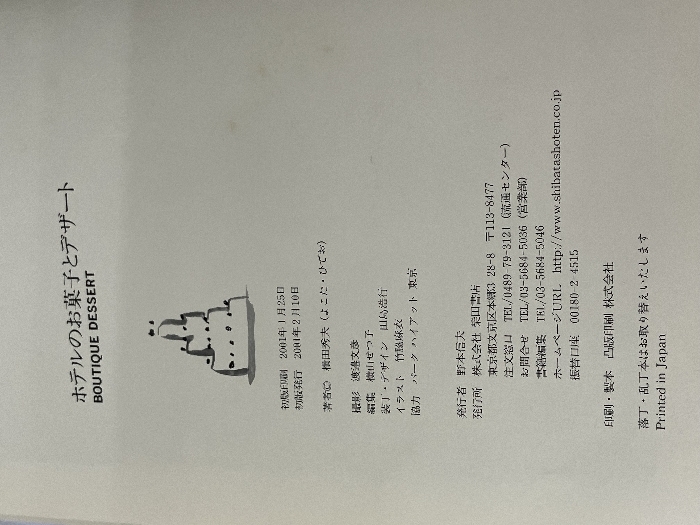 ホテルのお菓子とデザート
BOUTIQUE DESSERT
初版印刷 2001年1月25日
初版発行 2001年2月10日
著者© 横田秀夫（よこた・ひでお）
撮影 渡邊文彦
編集 横山せつ子
装丁・デザイン 田島浩行
イラスト 竹脇麻衣
協力 パーク ハイアット 東京
発行者 野本信夫
発行所 株式会社 柴田書店
東京都文京区本郷3-28-8 〒113-8477
注文窓口 TEL/0489-79-3121（流通センター）
お問合せ TEL/03-5684-5036（営業部）
書籍編集 TEL/03-5684-5046
ホームページURL http://www.shibatashoten.co.jp
振替口座 00180-2-4515
印刷・製本 凸版印刷 株式会社
落丁・乱丁本はお取り替えいたします
Printed in Japan